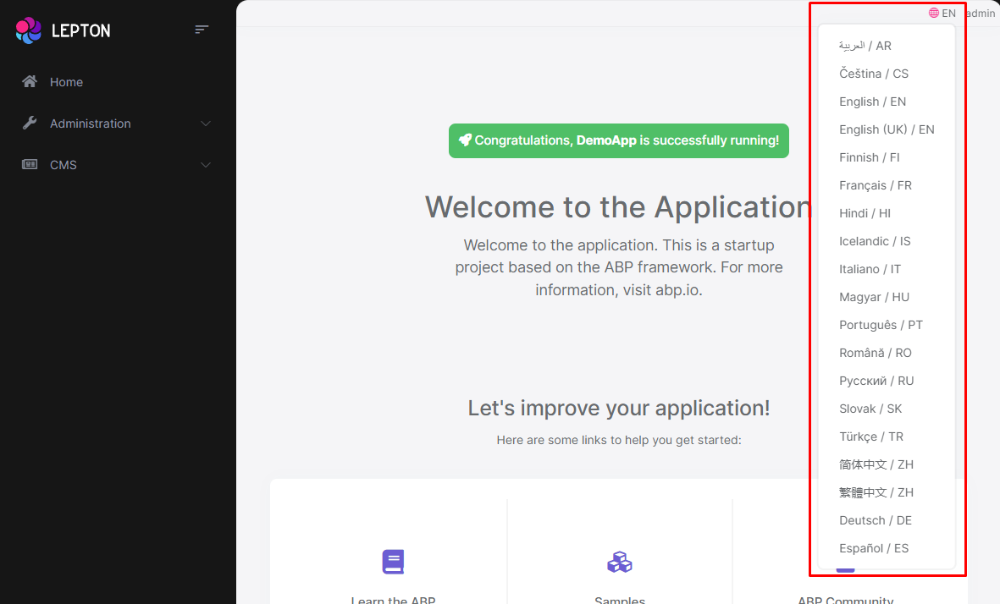 LEPTON
Home
Administration
CMS
EN
admin
العربية / AR
Čeština / CS
English / EN
English (UK) / EN
Finnish / FI
Français / FR
Hindi / HI
Icelandic / IS
Italiano / IT
Magyar / HU
Português / PT
Română / RO
Русский / RU
Slovak / SK
Türkçe / TR
简体中文 / ZH
繁體中文 / ZH
Deutsch / DE
Español / ES
Congratulations, DemoApp is successfully running!
Welcome to the Application
Welcome to the application. This is a startup
project based on the ABP framework. For more
information, visit abp.io.
Let's improve your application!
Here are some links to help you get started:
Learn the ABP
Samples
ABP Community